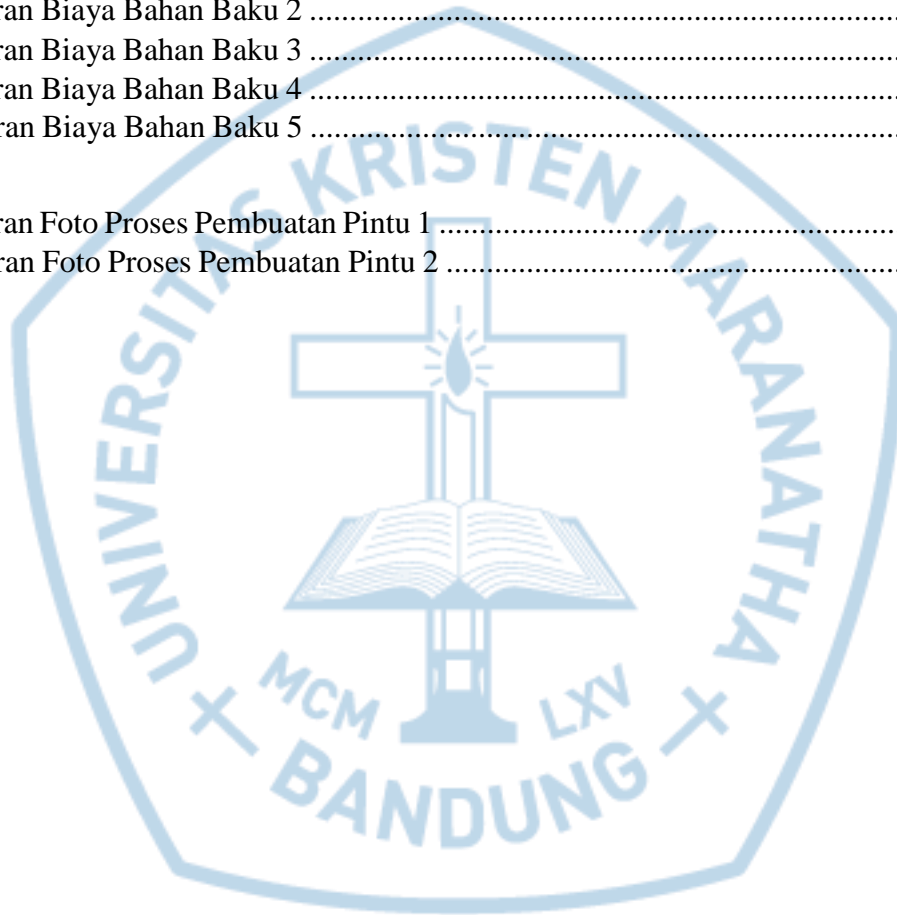 ran Biaya Bahan Baku 2 ........................................................................
ran Biaya Bahan Baku 3 ........................................................................
ran Biaya Bahan Baku 4 ........................................................................
ran Biaya Bahan Baku 5 ........................................................................
ran Foto Proses Pembuatan Pintu 1 ........................................................
ran Foto Proses Pembuatan Pintu 2 .......................................................
UNIVERSITAS KRISTEN MARANATHA
MCM LXV
BANDUNG